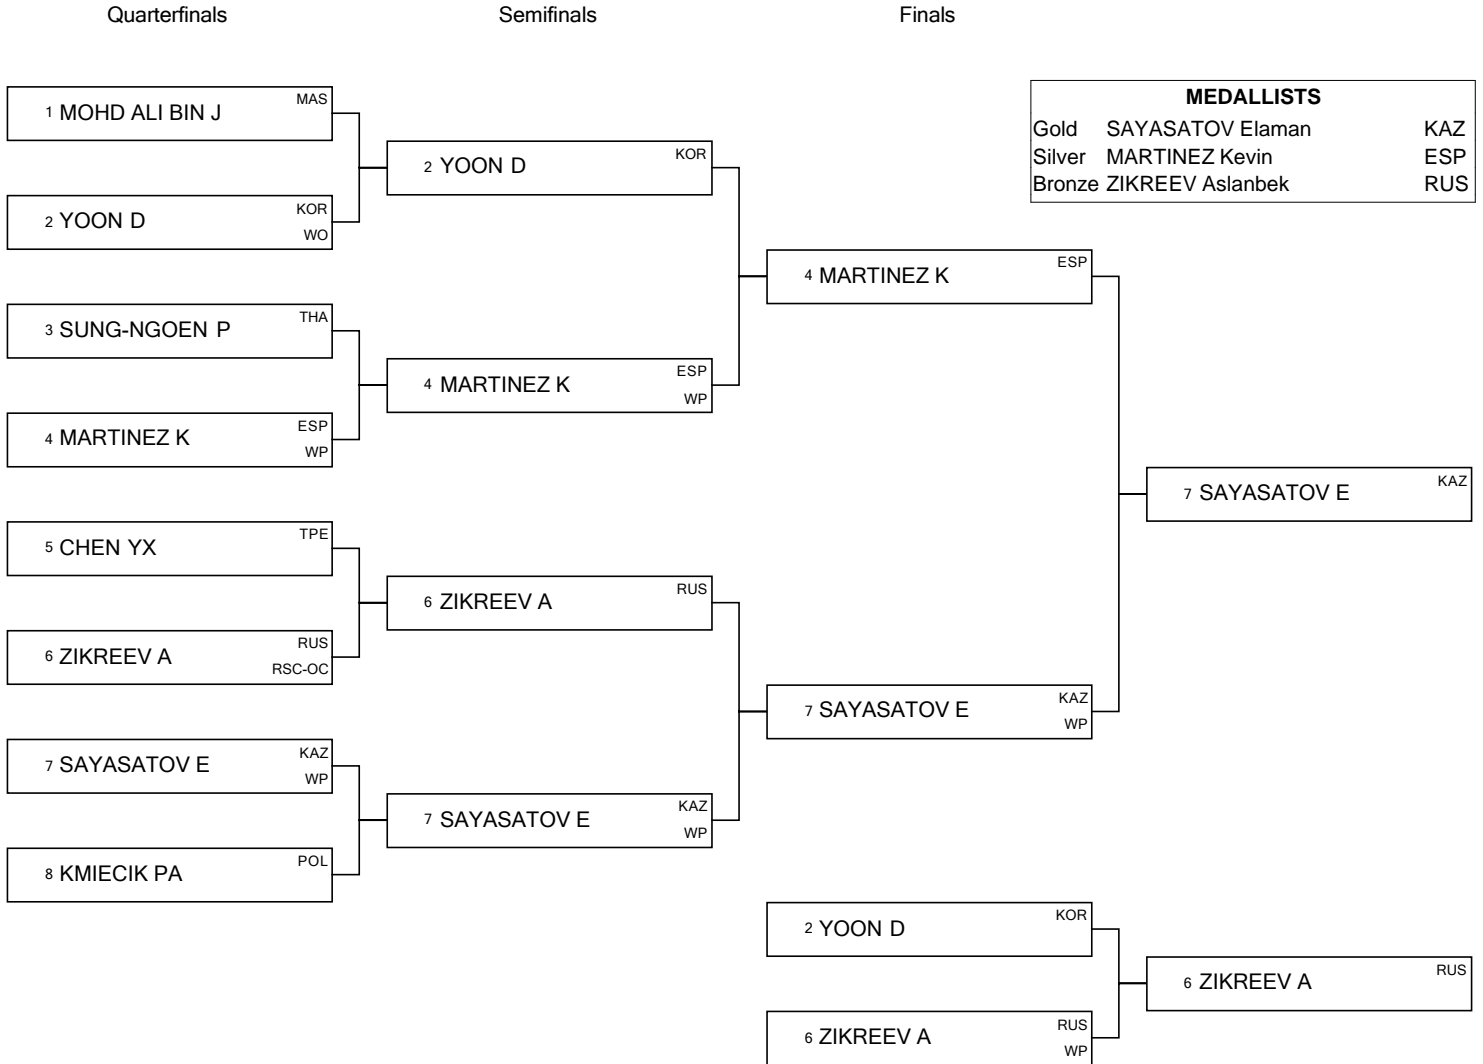 Quarterfinals
Semifinals
Finals
1 MOHD ALI BIN J MAS
2 YOON D KOR
WO
3 SUNG-NGOEN P THA
4 MARTINEZ K ESP
WP
5 CHEN YX TPE
6 ZIKREEV A RUS
RSC-OC
7 SAYASATOV E KAZ
WP
8 KMIECIK PA POL
2 YOON D KOR
4 MARTINEZ K ESP
WP
6 ZIKREEV A RUS
7 SAYASATOV E KAZ
WP
4 MARTINEZ K ESP
7 SAYASATOV E KAZ
WP
7 SAYASATOV E KAZ
2 YOON D KOR
6 ZIKREEV A RUS
WP
6 ZIKREEV A RUS
MEDALLISTS
Gold SAYASATOV Elaman KAZ
Silver MARTINEZ Kevin ESP
Bronze ZIKREEV Aslanbek RUS